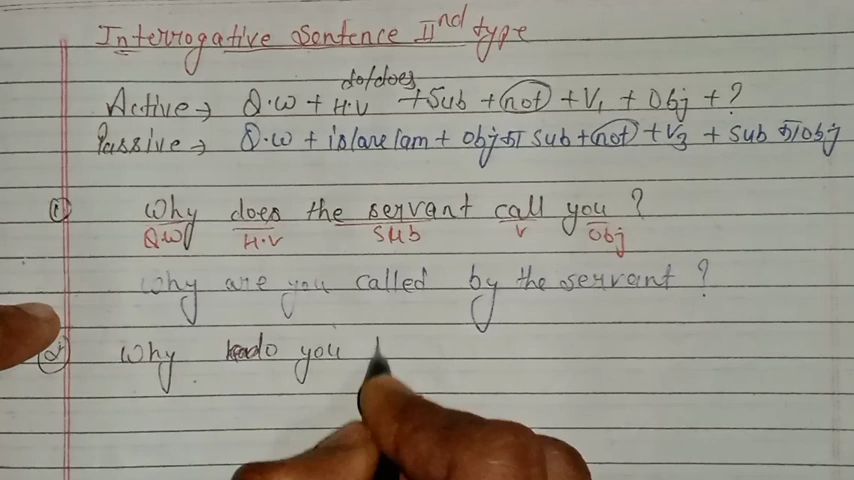 Interrogative Sentence IInd type
do/does
Active → Q.W + H.V + Sub + not + V1 + Obj + ?
Passive → Q.W + is/are/am + Obj का Sub + not + V3 + Sub का Obj
① Why does the servant call you ?
Q.W H.V Sub V Obj
Why are you called by the servant ?
② Why do you